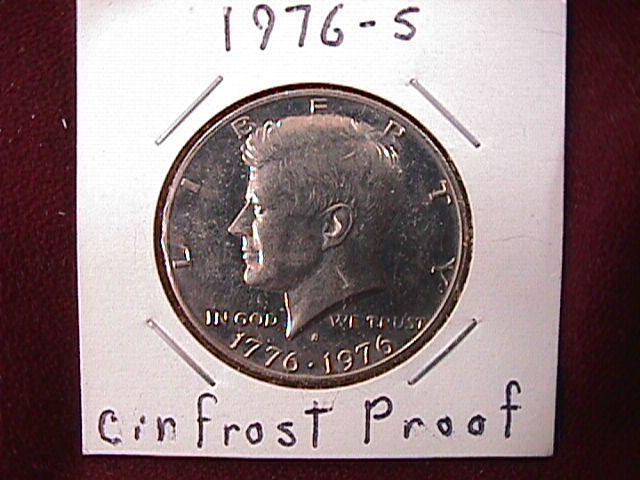 1976-S
LIBERTY
IN GOD WE TRUST
S
1776·1976
cinfrost Proof